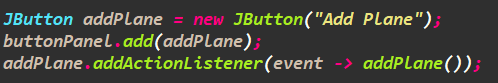 JButton addPlane = new JButton("Add Plane");
buttonPanel.add(addPlane);
addPlane.addActionListener(event -> addPlane());